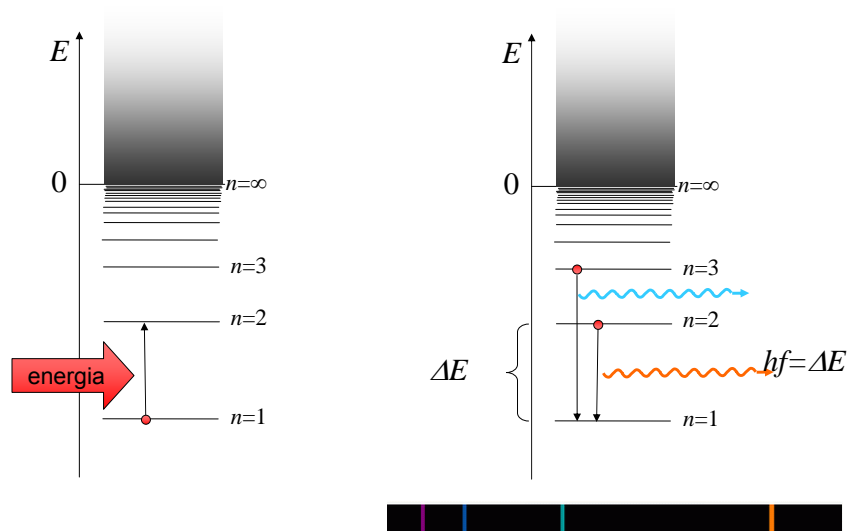 E
0
n=∞
n=3
n=2
energia
n=1
E
0
n=∞
n=3
n=2
ΔE
hf=ΔE
n=1